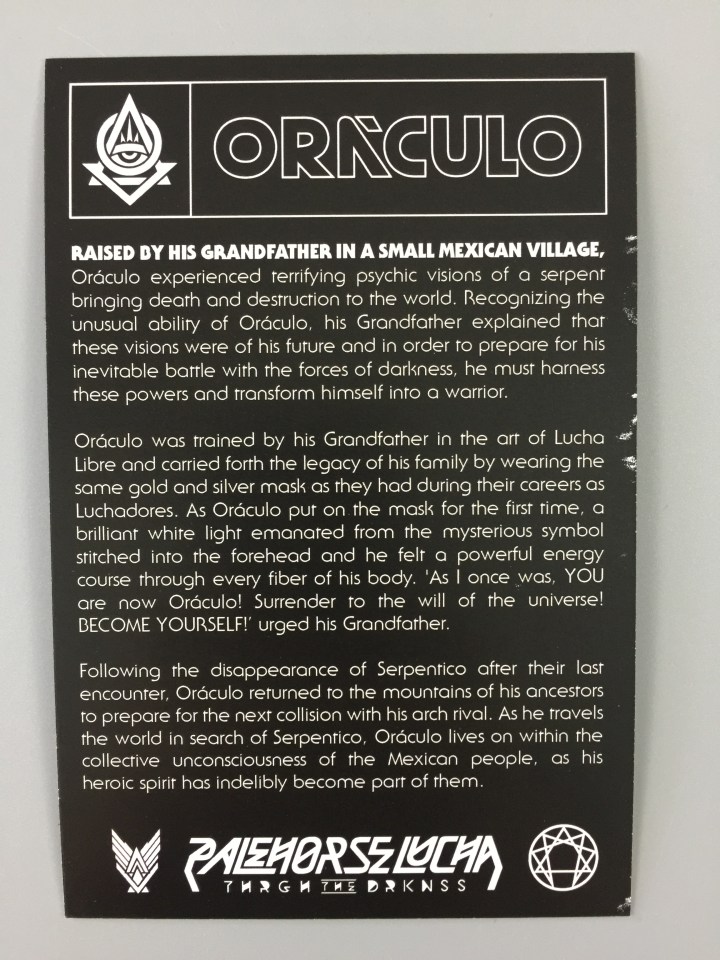 ORÁCULO
RAISED BY HIS GRANDFATHER IN A SMALL MEXICAN VILLAGE,
Oráculo experienced terrifying psychic visions of a serpent
bringing death and destruction to the world. Recognizing the
unusual ability of Oráculo, his Grandfather explained that
these visions were of his future and in order to prepare for his
inevitable battle with the forces of darkness, he must harness
these powers and transform himself into a warrior.
Oráculo was trained by his Grandfather in the art of Lucha
Libre and carried forth the legacy of his family by wearing the
same gold and silver mask as they had during their careers as
Luchadores. As Oráculo put on the mask for the first time, a
brilliant white light emanated from the mysterious symbol
stitched into the forehead and he felt a powerful energy
course through every fiber of his body. 'As I once was, YOU
are now Oráculo! Surrender to the will of the universe!
BECOME YOURSELF!' urged his Grandfather.
Following the disappearance of Serpentico after their last
encounter, Oráculo returned to the mountains of his ancestors
to prepare for the next collision with his arch rival. As he travels
the world in search of Serpentico, Oráculo lives on within the
collective unconsciousness of the Mexican people, as his
heroic spirit has indelibly become part of them.
PALEHORSE LUCHA
THRGH THE DRKNSS